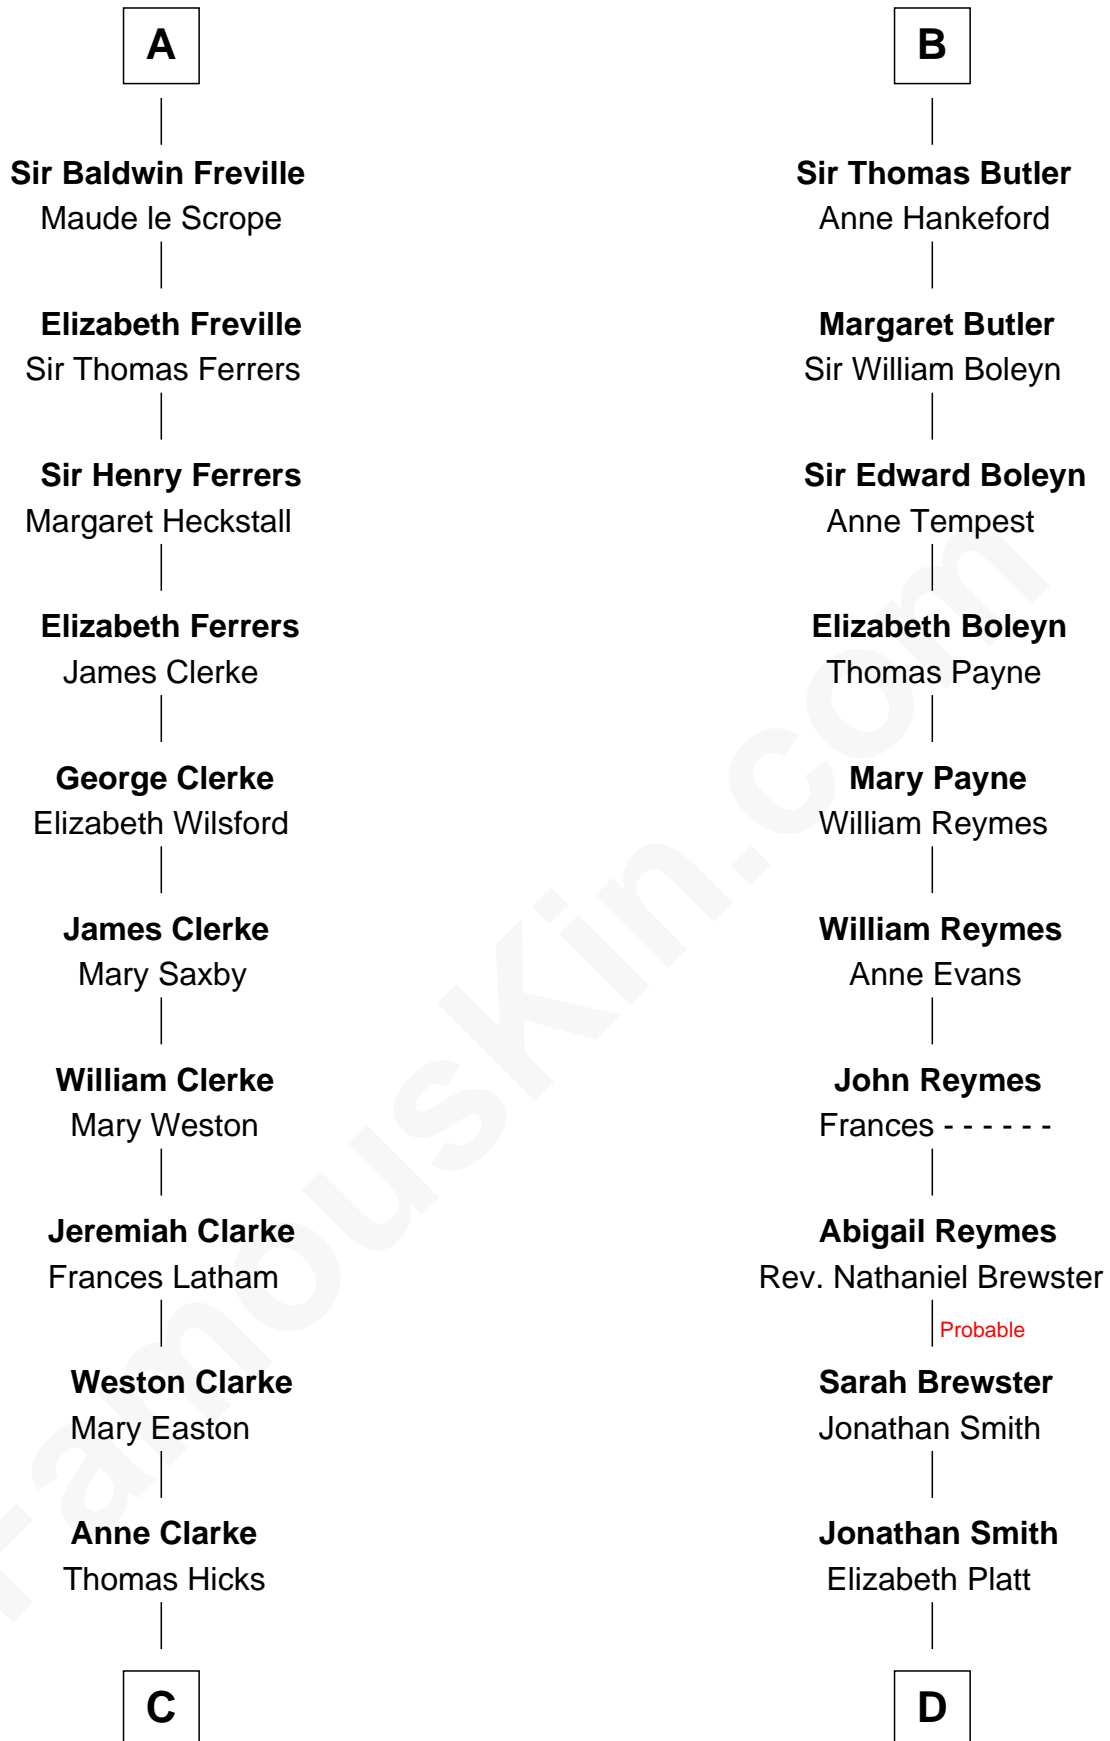 A
Sir Baldwin Freville
Maude le Scrope
Elizabeth Freville
Sir Thomas Ferrers
Sir Henry Ferrers
Margaret Heckstall
Elizabeth Ferrers
James Clerke
George Clerke
Elizabeth Wilsford
James Clerke
Mary Saxby
William Clerke
Mary Weston
Jeremiah Clarke
Frances Latham
Weston Clarke
Mary Easton
Anne Clarke
Thomas Hicks
C
B
Sir Thomas Butler
Anne Hankeford
Margaret Butler
Sir William Boleyn
Sir Edward Boleyn
Anne Tempest
Elizabeth Boleyn
Thomas Payne
Mary Payne
William Reymes
William Reymes
Anne Evans
John Reymes
Frances - - - - - -
Abigail Reymes
Rev. Nathaniel Brewster
Probable
Sarah Brewster
Jonathan Smith
Jonathan Smith
Elizabeth Platt
D
FamousKin.com